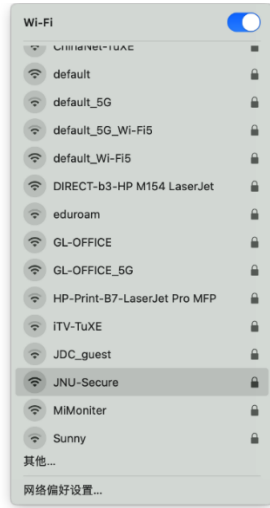 Wi-Fi
ChinaNet-TuXE
default
default_5G
default_5G_Wi-Fi5
default_Wi-Fi5
DIRECT-b3-HP M154 LaserJet
eduroam
GL-OFFICE
GL-OFFICE_5G
HP-Print-B7-LaserJet Pro MFP
iTV-TuXE
JDC_guest
JNU-Secure
MiMoniter
Sunny
其他...
网络偏好设置...